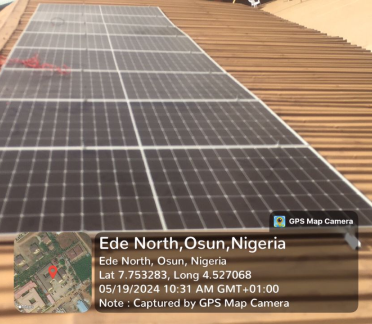 GPS Map Camera
Ede North,Osun,Nigeria
Ede North, Osun, Nigeria
Lat 7.753283, Long 4.527068
05/19/2024 10:31 AM GMT+01:00
Note : Captured by GPS Map Camera